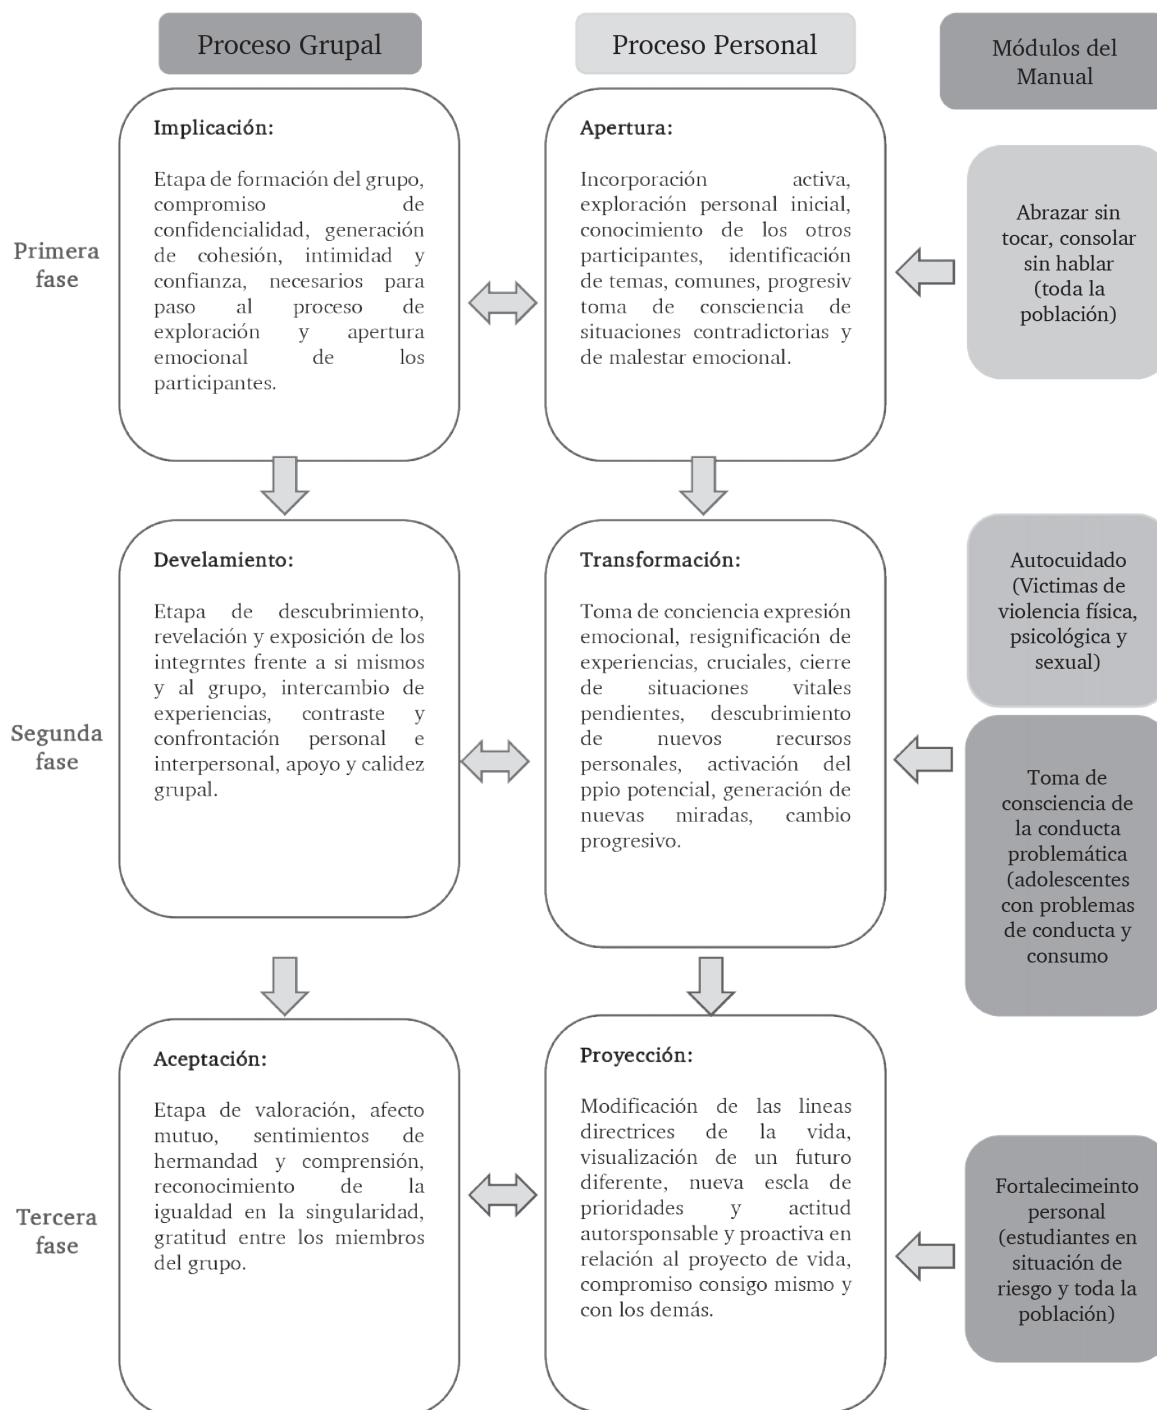 Proceso Grupal
Proceso Personal
Módulos del
Manual
Primera
fase
Implicación:
Etapa de formación del grupo,
compromiso de
confidencialidad, generación
de cohesión, intimidad y
confianza, necesarios para
paso al proceso de
exploración y apertura
emocional de los
participantes.
Apertura:
Incorporación activa,
exploración personal inicial,
conocimiento de los otros
participantes, identificación
de temas, comunes, progresiv
toma de consciencia de
situaciones contradictorias y
de malestar emocional.
Abrazar sin
tocar, consolar
sin hablar
(toda la
población)
Segunda
fase
Develamiento:
Etapa de descubrimiento,
revelación y exposición de los
integrntes frente a si mismos
y al grupo, intercambio de
experiencias, contraste y
confrontación personal e
interpersonal, apoyo y calidez
grupal.
Transformación:
Toma de conciencia expresión
emocional, resignificación de
experiencias, cruciales, cierre
de situaciones vitales
pendientes, descubrimiento
de nuevos recursos
personales, activación del
ppio potencial, generación de
nuevas miradas, cambio
progresivo.
Autocuidado
(Victimas de
violencia física,
psicológica y
sexual)
Toma de
consciencia de
la conducta
problemática
(adolescentes
con problemas
de conducta y
consumo
Tercera
fase
Aceptación:
Etapa de valoración, afecto
mutuo, sentimientos de
hermandad y comprensión,
reconocimiento de la
igualdad en la singularidad,
gratitud entre los miembros
del grupo.
Proyección:
Modificación de las lineas
directrices de la vida,
visualización de un futuro
diferente, nueva escla de
prioridades y actitud
autorsponsable y proactiva en
relación al proyecto de vida,
compromiso consigo mismo y
con los demás.
Fortalecimeinto
personal
(estudiantes en
situación de
riesgo y toda la
población)